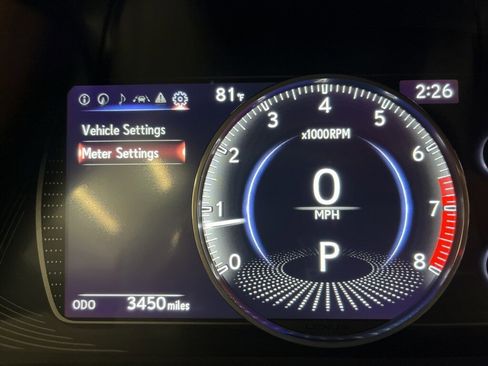 81°F
2:26
Vehicle Settings
Meter Settings
ODO 3450 miles
x1000RPM
0
1
2
3
4
5
6
7
8
0
MPH
P